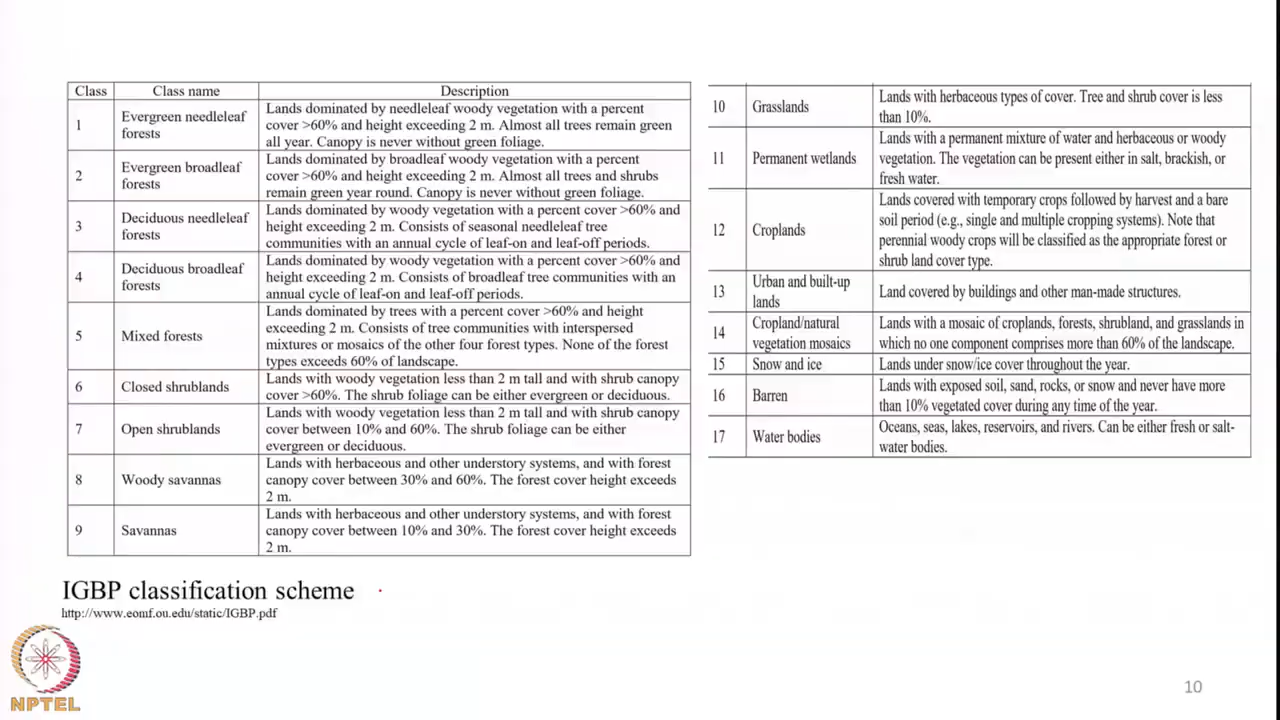 Class Class name Description
1 Evergreen needleleaf forests Lands dominated by needleleaf woody vegetation with a percent
cover >60% and height exceeding 2 m. Almost all trees remain green
all year. Canopy is never without green foliage.
2 Evergreen broadleaf forests Lands dominated by broadleaf woody vegetation with a percent
cover >60% and height exceeding 2 m. Almost all trees and shrubs
remain green year round. Canopy is never without green foliage.
3 Deciduous needleleaf forests Lands dominated by woody vegetation with a percent cover >60% and
height exceeding 2 m. Consists of seasonal needleleaf tree
communities with an annual cycle of leaf-on and leaf-off periods.
4 Deciduous broadleaf forests Lands dominated by woody vegetation with a percent cover >60% and
height exceeding 2 m. Consists of broadleaf tree communities with an
annual cycle of leaf-on and leaf-off periods.
5 Mixed forests Lands dominated by trees with a percent cover >60% and height
exceeding 2 m. Consists of tree communities with interspersed
mixtures or mosaics of the other four forest types. None of the forest
types exceeds 60% of landscape.
6 Closed shrublands Lands with woody vegetation less than 2 m tall and with shrub canopy
cover >60%. The shrub foliage can be either evergreen or deciduous.
7 Open shrublands Lands with woody vegetation less than 2 m tall and with shrub canopy
cover between 10% and 60%. The shrub foliage can be either
evergreen or deciduous.
8 Woody savannas Lands with herbaceous and other understory systems, and with forest
canopy cover between 30% and 60%. The forest cover height exceeds
2 m.
9 Savannas Lands with herbaceous and other understory systems, and with forest
canopy cover between 10% and 30%. The forest cover height exceeds
2 m.
10 Grasslands Lands with herbaceous types of cover. Tree and shrub cover is less
than 10%.
11 Permanent wetlands Lands with a permanent mixture of water and herbaceous or woody
vegetation. The vegetation can be present either in salt, brackish, or
fresh water.
12 Croplands Lands covered with temporary crops followed by harvest and a bare
soil period (e.g., single and multiple cropping systems). Note that
perennial woody crops will be classified as the appropriate forest or
shrub land cover type.
13 Urban and built-up lands Land covered by buildings and other man-made structures.
14 Cropland/natural vegetation mosaics Lands with a mosaic of croplands, forests, shrubland, and grasslands in
which no one component comprises more than 60% of the landscape.
15 Snow and ice Lands under snow/ice cover throughout the year.
16 Barren Lands with exposed soil, sand, rocks, or snow and never have more
than 10% vegetated cover during any time of the year.
17 Water bodies Oceans, seas, lakes, reservoirs, and rivers. Can be either fresh or salt-
water bodies.
IGBP classification scheme
http://www.eomf.ou.edu/static/IGBP.pdf
NPTEL
10